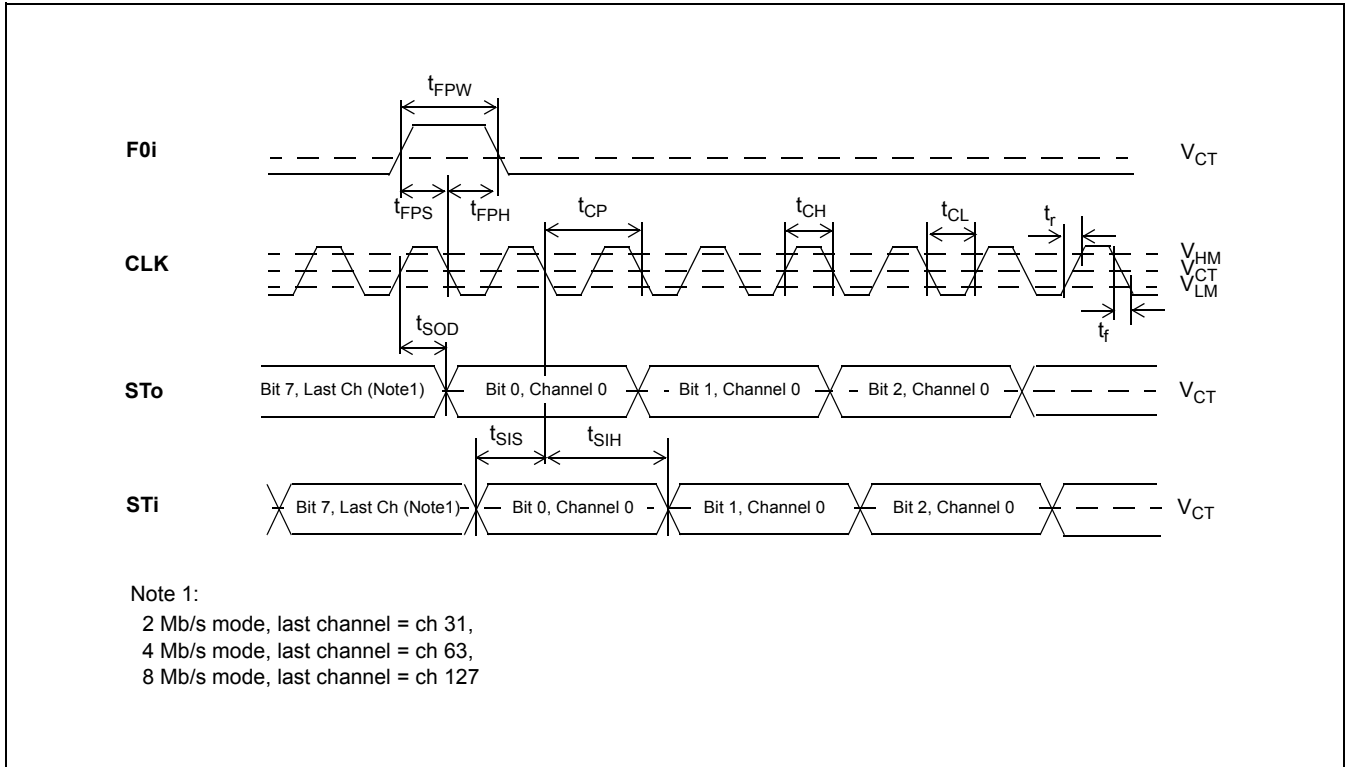 tFPW
F0i
VCT
tFPS
tFPH
tCP
tCH
tCL
tr
CLK
VHM
VCT
VLM
tf
tSOD
STo
Bit 7, Last Ch (Note1)
Bit 0, Channel 0
Bit 1, Channel 0
Bit 2, Channel 0
VCT
tSIS
tSIH
STi
Bit 7, Last Ch (Note1)
Bit 0, Channel 0
Bit 1, Channel 0
Bit 2, Channel 0
VCT
Note 1:
2 Mb/s mode, last channel = ch 31,
4 Mb/s mode, last channel = ch 63,
8 Mb/s mode, last channel = ch 127